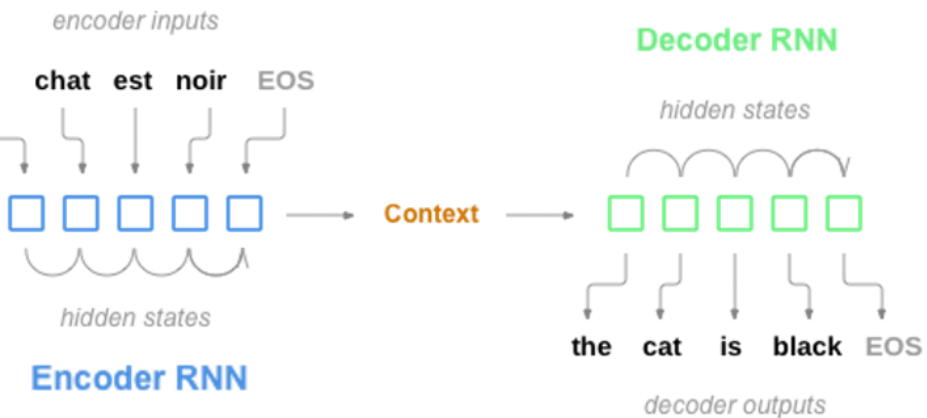 encoder inputs
chat est noir EOS
hidden states
Encoder RNN
Context
Decoder RNN
hidden states
the cat is black EOS
decoder outputs